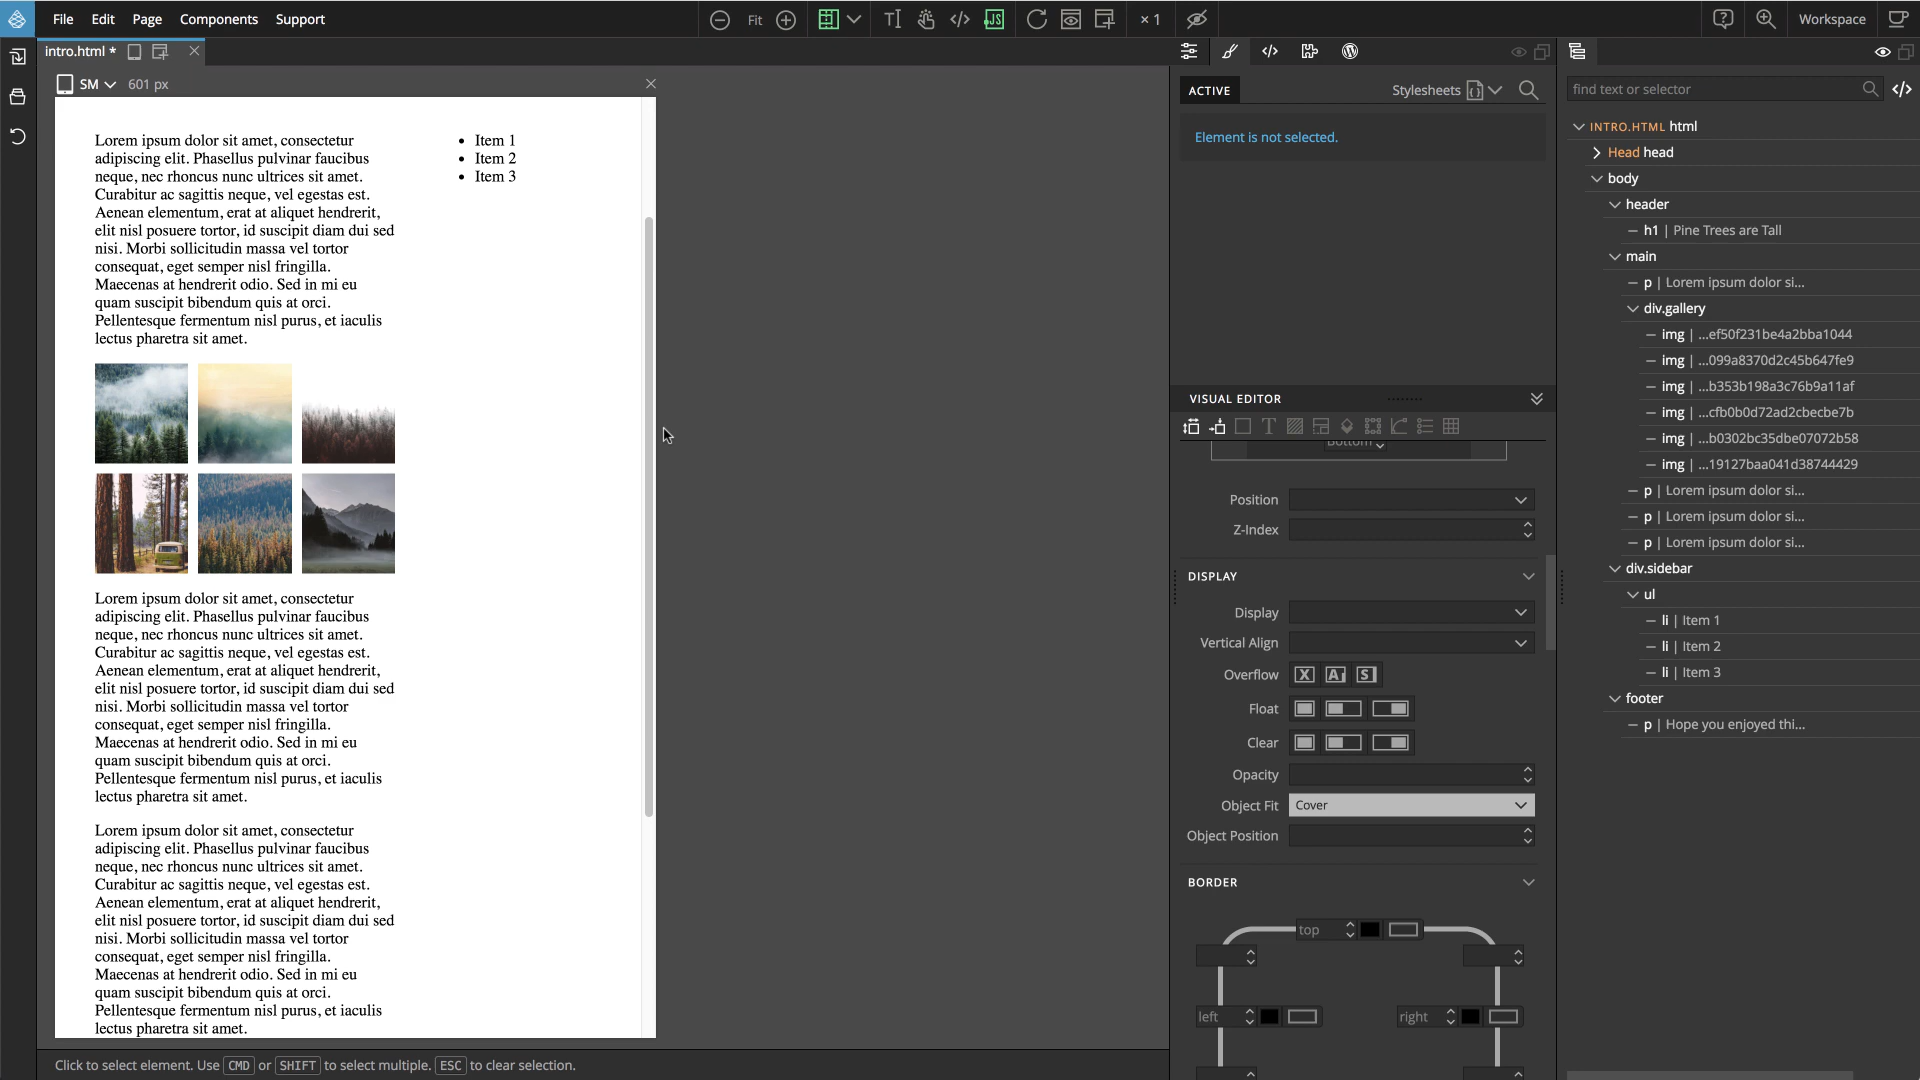 File Edit Page Components Support
Fit
TI
JS
× 1
Workspace
intro.html *
SM 601 px
Lorem ipsum dolor sit amet, consectetur
adipiscing elit. Phasellus pulvinar faucibus
neque, nec rhoncus nunc ultrices sit amet.
Curabitur ac sagittis neque, vel egestas est.
Aenean elementum, erat at aliquet hendrerit,
elit nisl posuere tortor, id suscipit diam dui sed
nisi. Morbi sollicitudin massa vel tortor
consequat, eget semper nisl fringilla.
Maecenas at hendrerit odio. Sed in mi eu
quam suscipit bibendum quis at orci.
Pellentesque fermentum nisl purus, et iaculis
lectus pharetra sit amet.
Item 1
Item 2
Item 3
Lorem ipsum dolor sit amet, consectetur
adipiscing elit. Phasellus pulvinar faucibus
neque, nec rhoncus nunc ultrices sit amet.
Curabitur ac sagittis neque, vel egestas est.
Aenean elementum, erat at aliquet hendrerit,
elit nisl posuere tortor, id suscipit diam dui sed
nisi. Morbi sollicitudin massa vel tortor
consequat, eget semper nisl fringilla.
Maecenas at hendrerit odio. Sed in mi eu
quam suscipit bibendum quis at orci.
Pellentesque fermentum nisl purus, et iaculis
lectus pharetra sit amet.
Lorem ipsum dolor sit amet, consectetur
adipiscing elit. Phasellus pulvinar faucibus
neque, nec rhoncus nunc ultrices sit amet.
Curabitur ac sagittis neque, vel egestas est.
Aenean elementum, erat at aliquet hendrerit,
elit nisl posuere tortor, id suscipit diam dui sed
nisi. Morbi sollicitudin massa vel tortor
consequat, eget semper nisl fringilla.
Maecenas at hendrerit odio. Sed in mi eu
quam suscipit bibendum quis at orci.
Pellentesque fermentum nisl purus, et iaculis
lectus pharetra sit amet.
Click to select element. Use CMD or SHIFT to select multiple. ESC to clear selection.
ACTIVE
Stylesheets
Element is not selected.
VISUAL EDITOR
Bottom
Position
Z-Index
DISPLAY
Display
Vertical Align
Overflow X A S
Float
Clear
Opacity
Object Fit Cover
Object Position
BORDER
top
left
right
find text or selector
INTRO.HTML html
Head head
body
header
h1 | Pine Trees are Tall
main
p | Lorem ipsum dolor si...
div.gallery
img | ...ef50f231be4a2bba1044
img | ...099a8370d2c45b647fe9
img | ...b353b198a3c76b9a11af
img | ...cfb0b0d72ad2cbecbe7b
img | ...b0302bc35dbe07072b58
img | ...19127baa041d38744429
p | Lorem ipsum dolor si...
p | Lorem ipsum dolor si...
p | Lorem ipsum dolor si...
div.sidebar
ul
li | Item 1
li | Item 2
li | Item 3
footer
p | Hope you enjoyed thi...